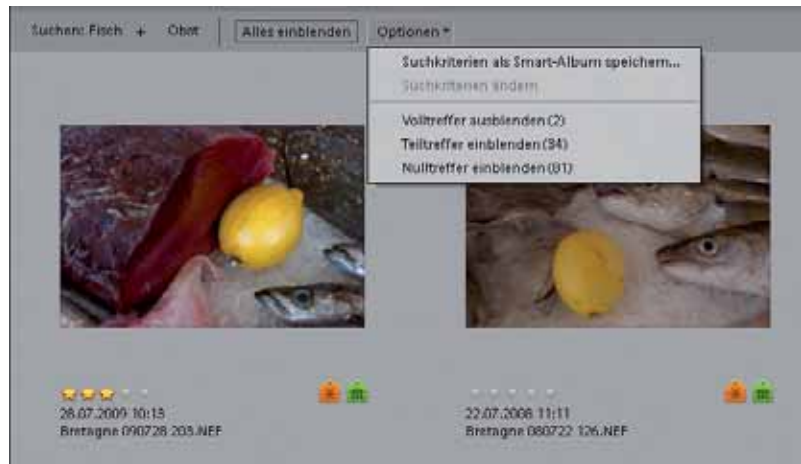 Suchen: Fisch + Obst Alles einblenden Optionen
Suchkriterien als Smart-Album speichern...
Suchkriterien ändern
Volltreffer ausblenden (2)
Teiltreffer einblenden (34)
Nulltreffer einblenden (81)
28.07.2009 10:13
Bretagne 090728 203.NEF
22.07.2008 11:11
Bretagne 080722 126.NEF